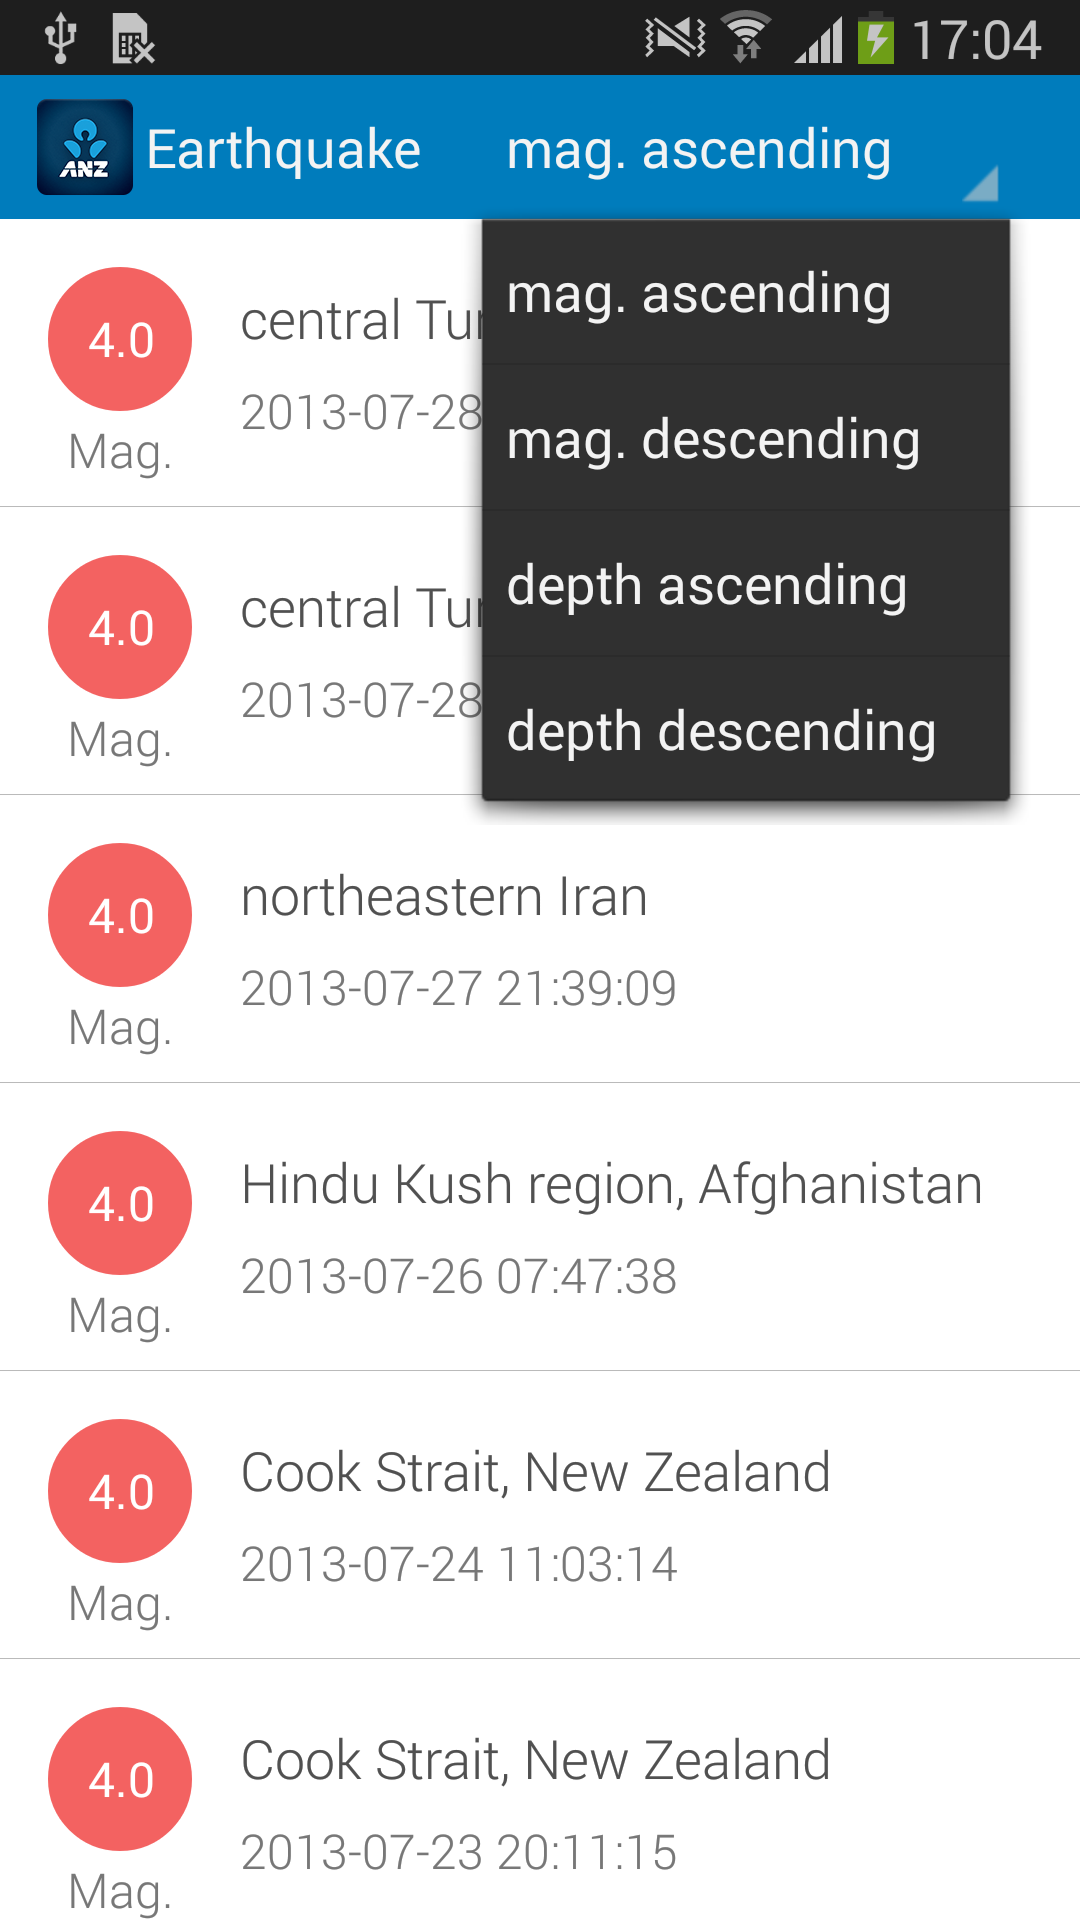 17:04
ANZ
Earthquake mag. ascending
mag. ascending
mag. descending
depth ascending
depth descending
4.0
central Tur
2013-07-28
Mag.
4.0
central Tur
2013-07-28
Mag.
4.0
northeastern Iran
2013-07-27 21:39:09
Mag.
4.0
Hindu Kush region, Afghanistan
2013-07-26 07:47:38
Mag.
4.0
Cook Strait, New Zealand
2013-07-24 11:03:14
Mag.
4.0
Cook Strait, New Zealand
2013-07-23 20:11:15
Mag.